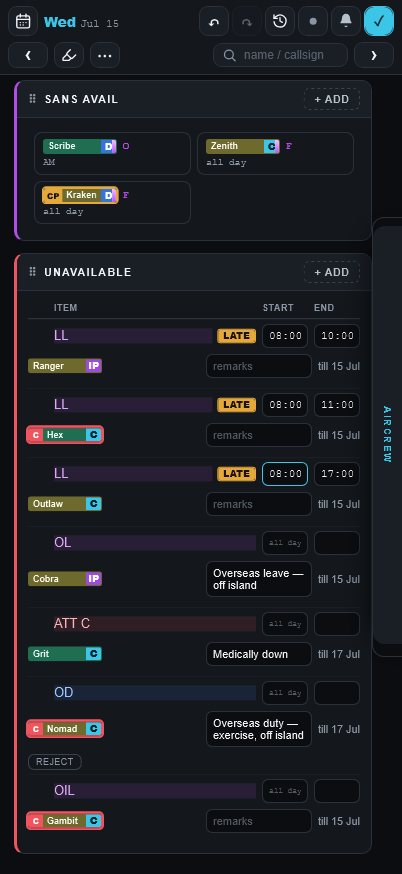 Wed Jul 15
name / callsign
SANS AVAIL
+ ADD
Scribe D O
AM
Zenith C F
all day
CP Kraken D F
all day
UNAVAILABLE
+ ADD
ITEM START END
LL LATE 08:00 10:00
Ranger IP remarks till 15 Jul
LL LATE 08:00 11:00
C Hex C remarks till 15 Jul
LL LATE 08:00 17:00
Outlaw C remarks till 15 Jul
OL all day
Cobra IP Overseas leave — till 15 Jul
off island
ATT C all day
Grit C Medically down till 17 Jul
OD all day
C Nomad C Overseas duty — till 17 Jul
exercise, off island
REJECT
OIL all day
C Gambit C remarks till 15 Jul
AIRCREW